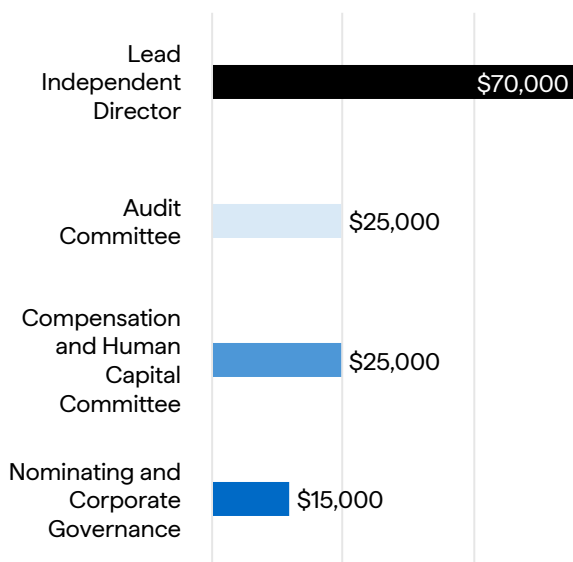 Lead
Independent
Director
$70,000
Audit
Committee
$25,000
Compensation
and Human
Capital
Committee
$25,000
Nominating and
Corporate
Governance
$15,000